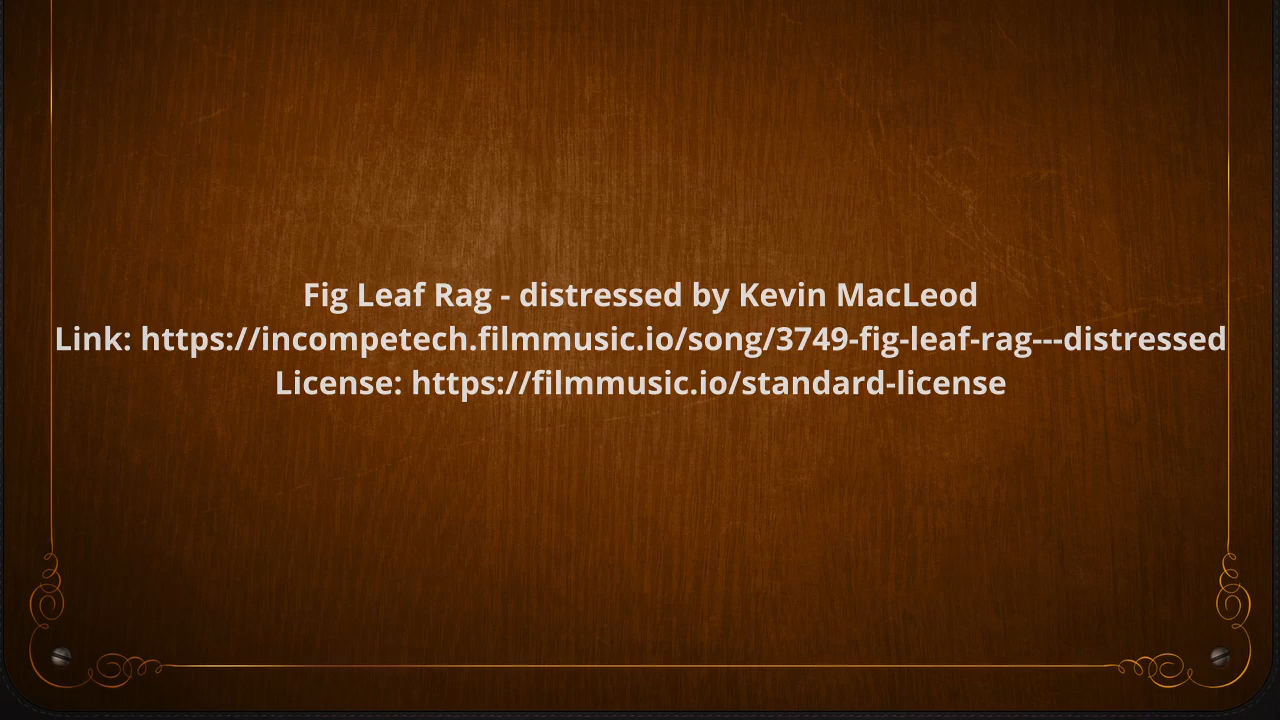 Fig Leaf Rag - distressed by Kevin MacLeod
Link: https://incompetech.filmmusic.io/song/3749-fig-leaf-rag---distressed
License: https://filmmusic.io/standard-license